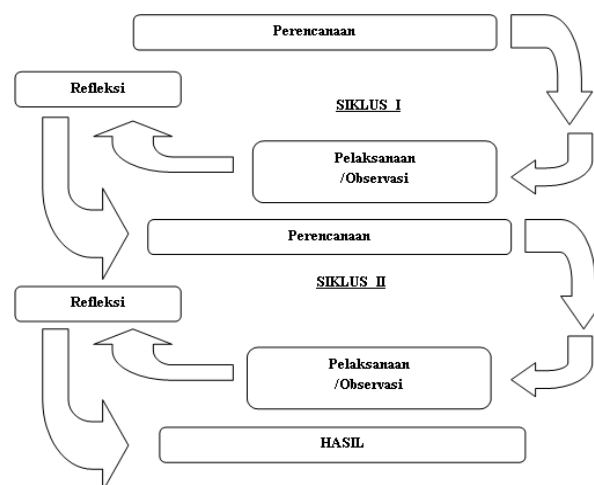 Perencanaan
Refleksi
SIKLUS I
Pelaksanaan
/Observasi
Perencanaan
SIKLUS II
Refleksi
Pelaksanaan
/Observasi
HASIL